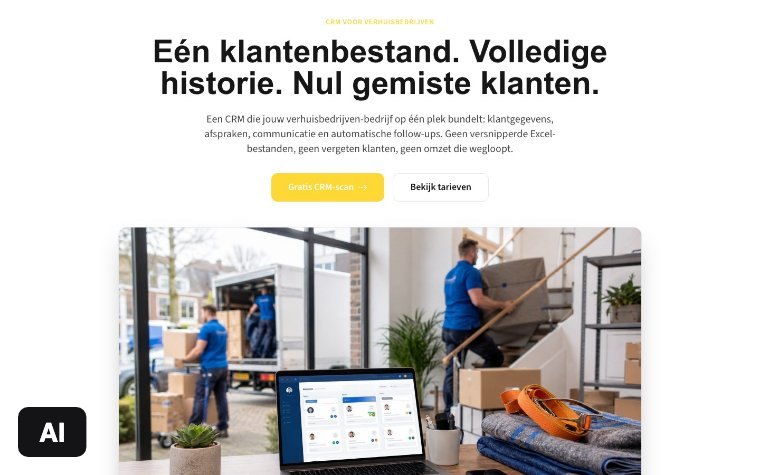 CRM VOOR VERHUISBEDRIJVEN
Eén klantenbestand. Volledige
historie. Nul gemiste klanten.
Een CRM die jouw verhuisbedrijven-bedrijf op één plek bundelt: klantgegevens,
afspraken, communicatie en automatische follow-ups. Geen versnipperde Excel-
bestanden, geen vergeten klanten, geen omzet die wegloopt.
Gratis CRM-scan →
Bekijk tarieven
AI